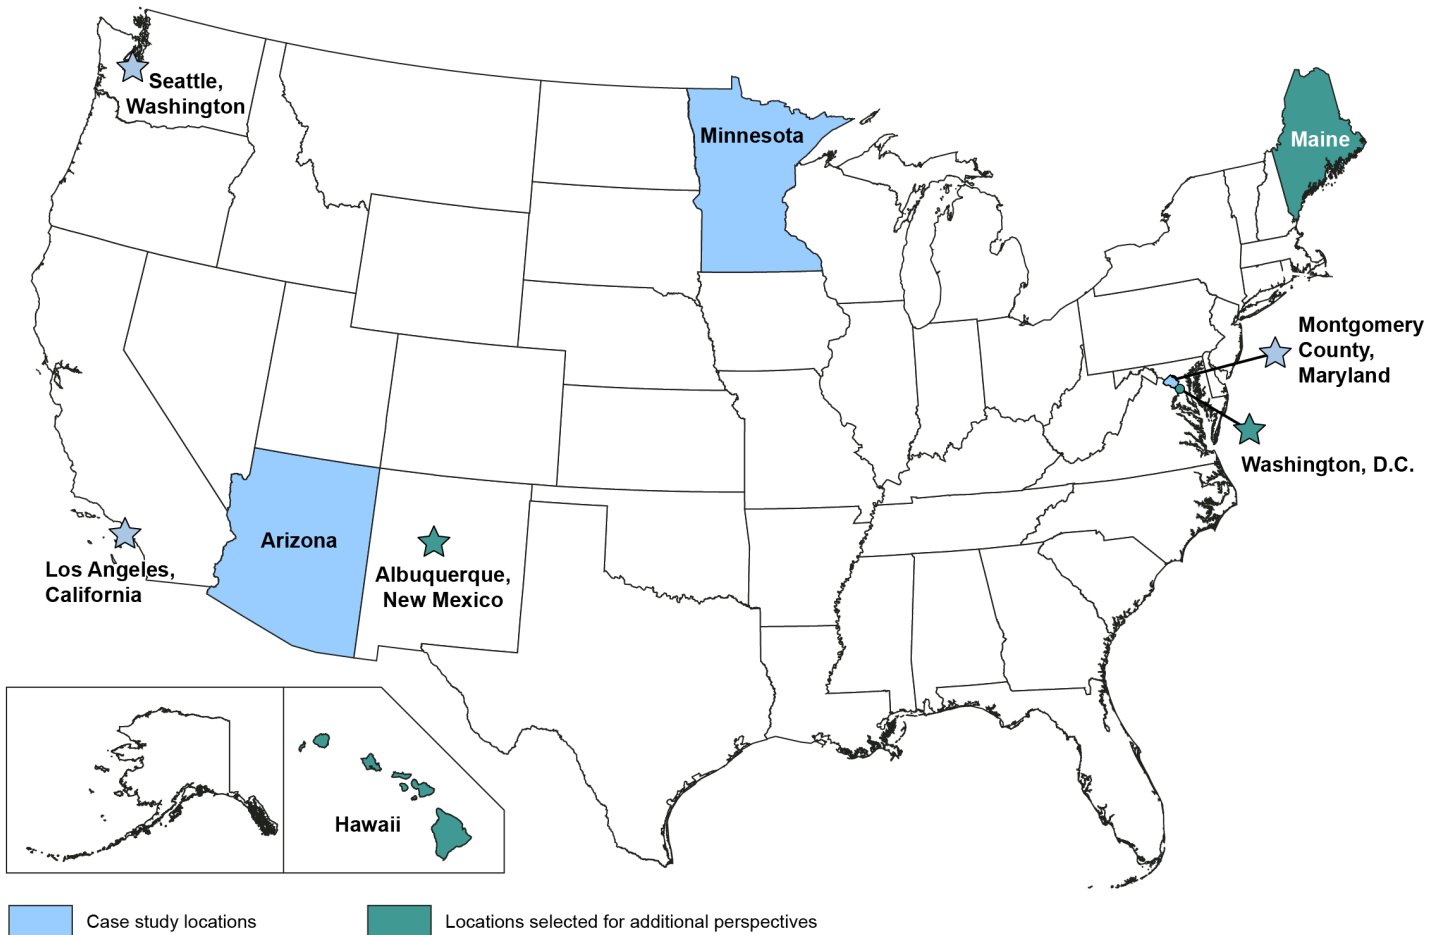 Seattle,
Washington
Minnesota
Maine
Montgomery
County,
Maryland
Washington, D.C.
Arizona
Albuquerque,
New Mexico
Los Angeles,
California
Hawaii
Case study locations
Locations selected for additional perspectives